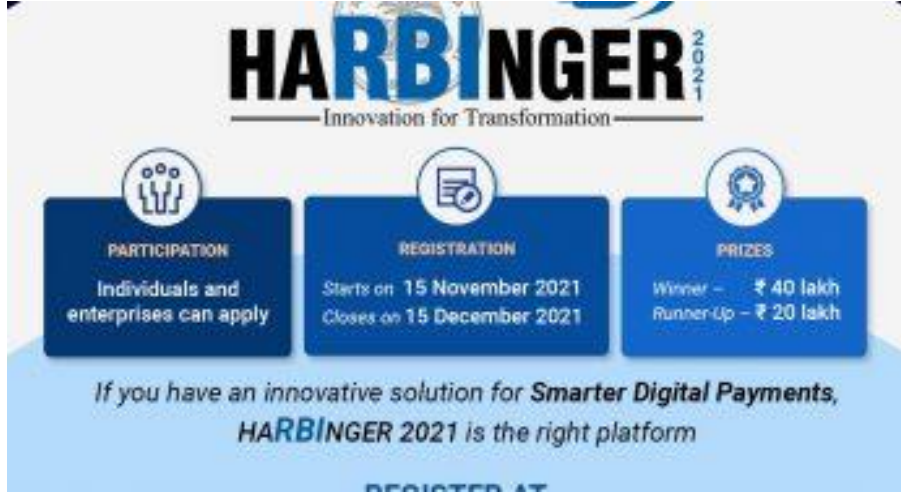 HARBINGER 2021
Innovation for Transformation
PARTICIPATION
Individuals and
enterprises can apply
REGISTRATION
Starts on 15 November 2021
Closes on 15 December 2021
PRIZES
Winner – ₹ 40 lakh
Runner-Up – ₹ 20 lakh
If you have an innovative solution for Smarter Digital Payments,
HARBINGER 2021 is the right platform
REGISTER AT